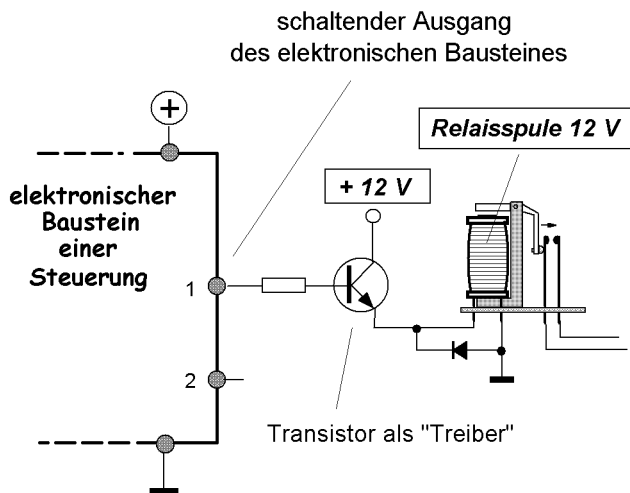 schaltender Ausgang
des elektronischen Bausteines
+
Relaisspule 12 V
+ 12 V
elektronischer
Baustein
einer
Steuerung
1
2
Transistor als "Treiber"